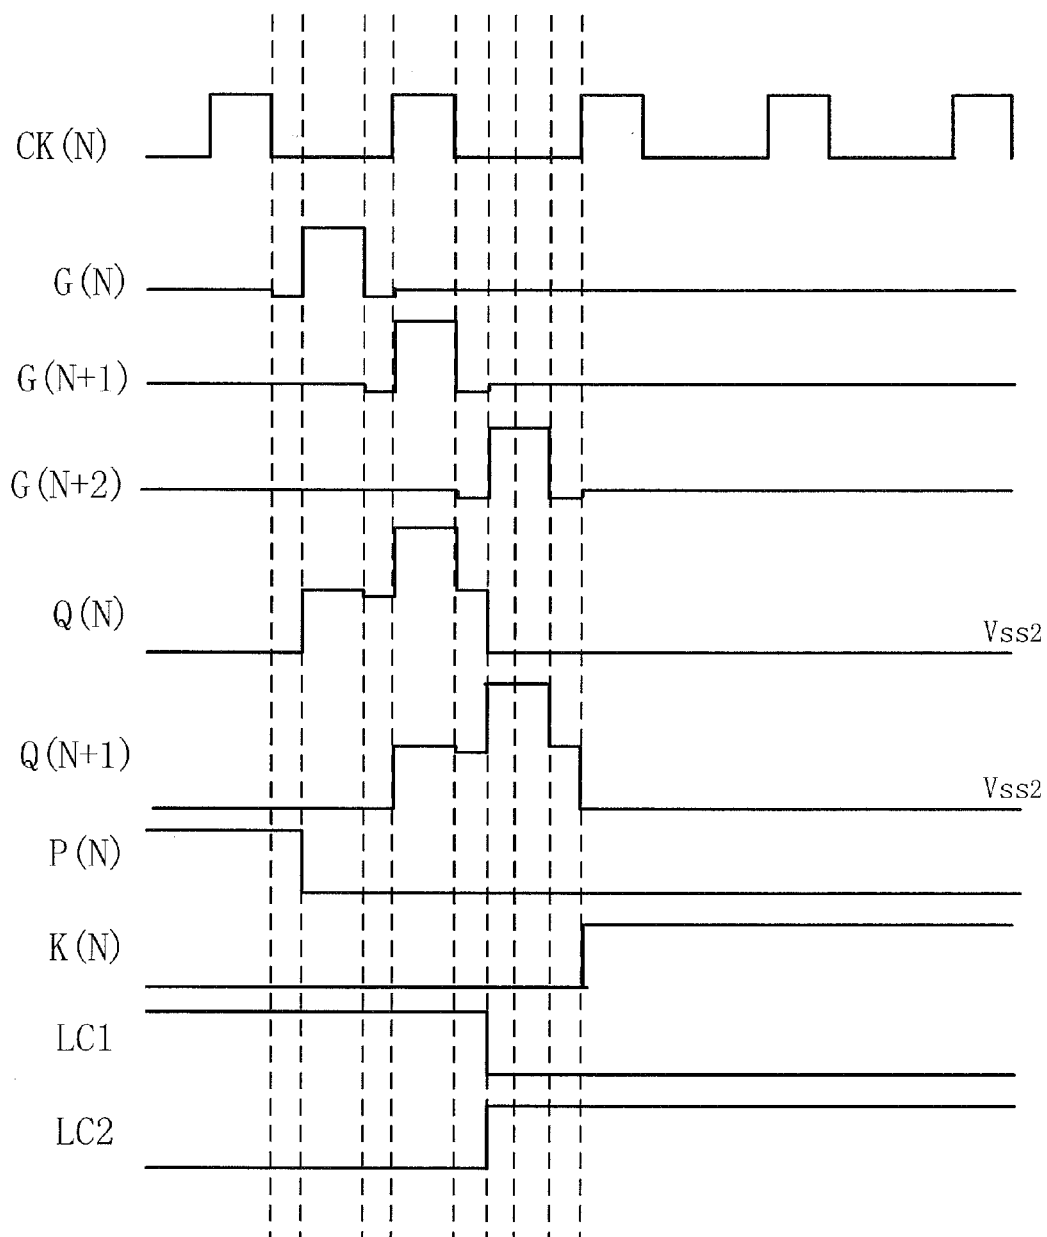 CK(N)
G(N)
G(N+1)
G(N+2)
Q(N)
Vss2
Q(N+1)
Vss2
P(N)
K(N)
LC1
LC2